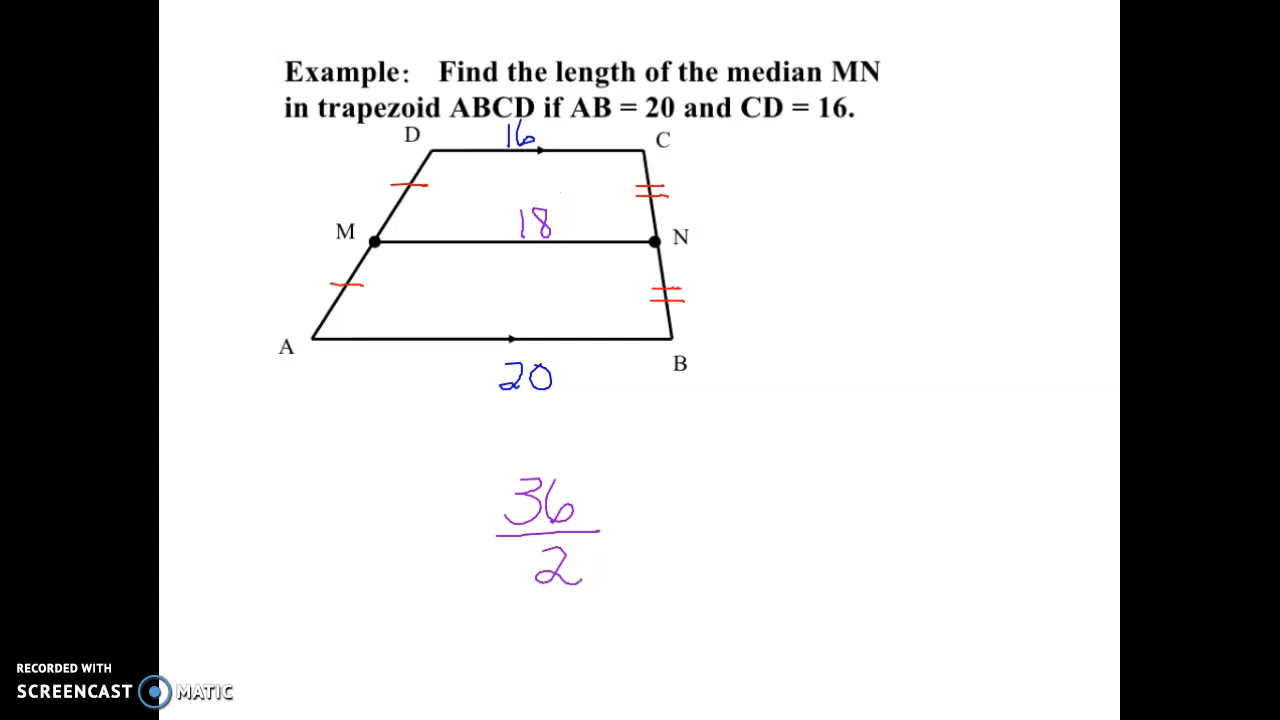 Example: Find the length of the median MN
in trapezoid ABCD if AB = 20 and CD = 16.
D 16 C
M 18 N
A B
20
36
2
RECORDED WITH
SCREENCAST MATIC